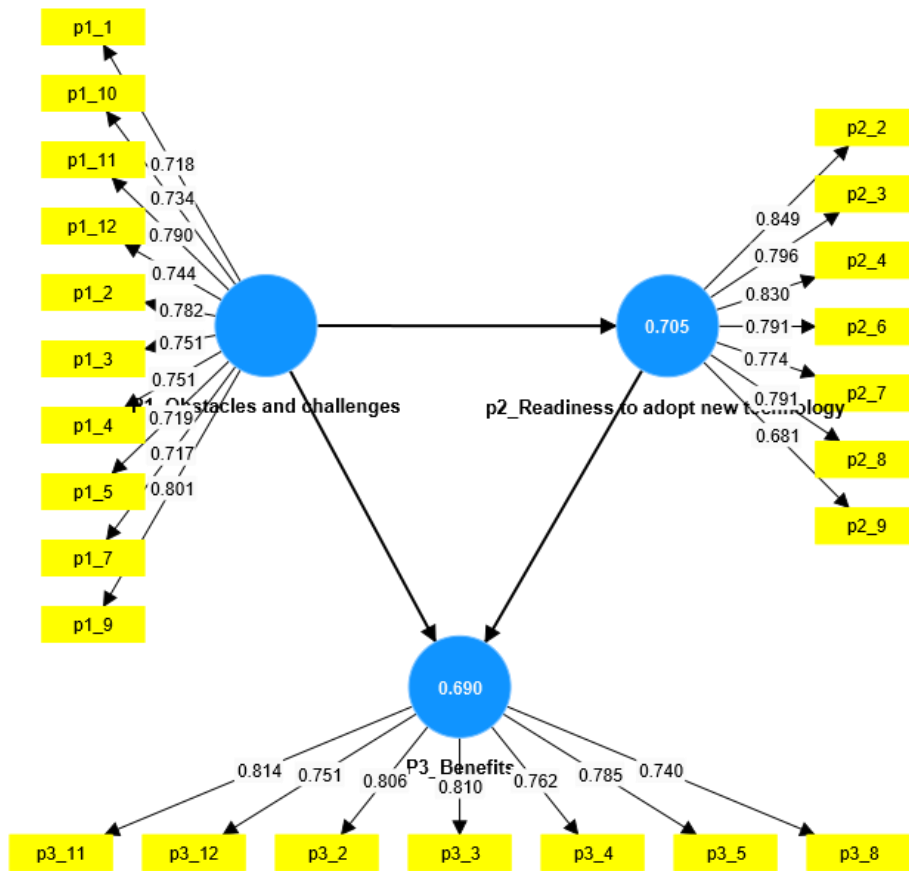 p1_1
p1_10
p1_11
p1_12
p1_2
p1_3
p1_4
p1_5
p1_7
p1_9
0.718
0.734
0.790
0.744
0.782
0.751
0.751
0.719
0.717
0.801
P1_Obstacles and challenges
0.705
p2_Readiness to adopt new technology
0.849
0.796
0.830
0.791
0.774
0.791
0.681
p2_2
p2_3
p2_4
p2_6
p2_7
p2_8
p2_9
0.690
P3_Benefits
0.814
0.751
0.806
0.810
0.762
0.785
0.740
p3_11
p3_12
p3_2
p3_3
p3_4
p3_5
p3_8